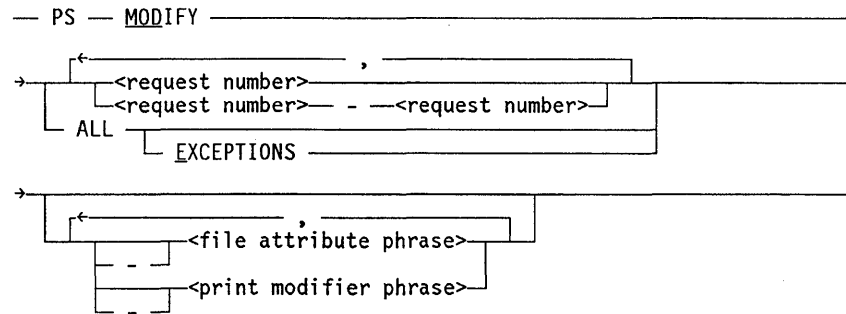 PS MODIFY
,
<request number>
<request number> - <request number>
ALL
EXCEPTIONS
,
<file attribute phrase>
-
<print modifier phrase>
-